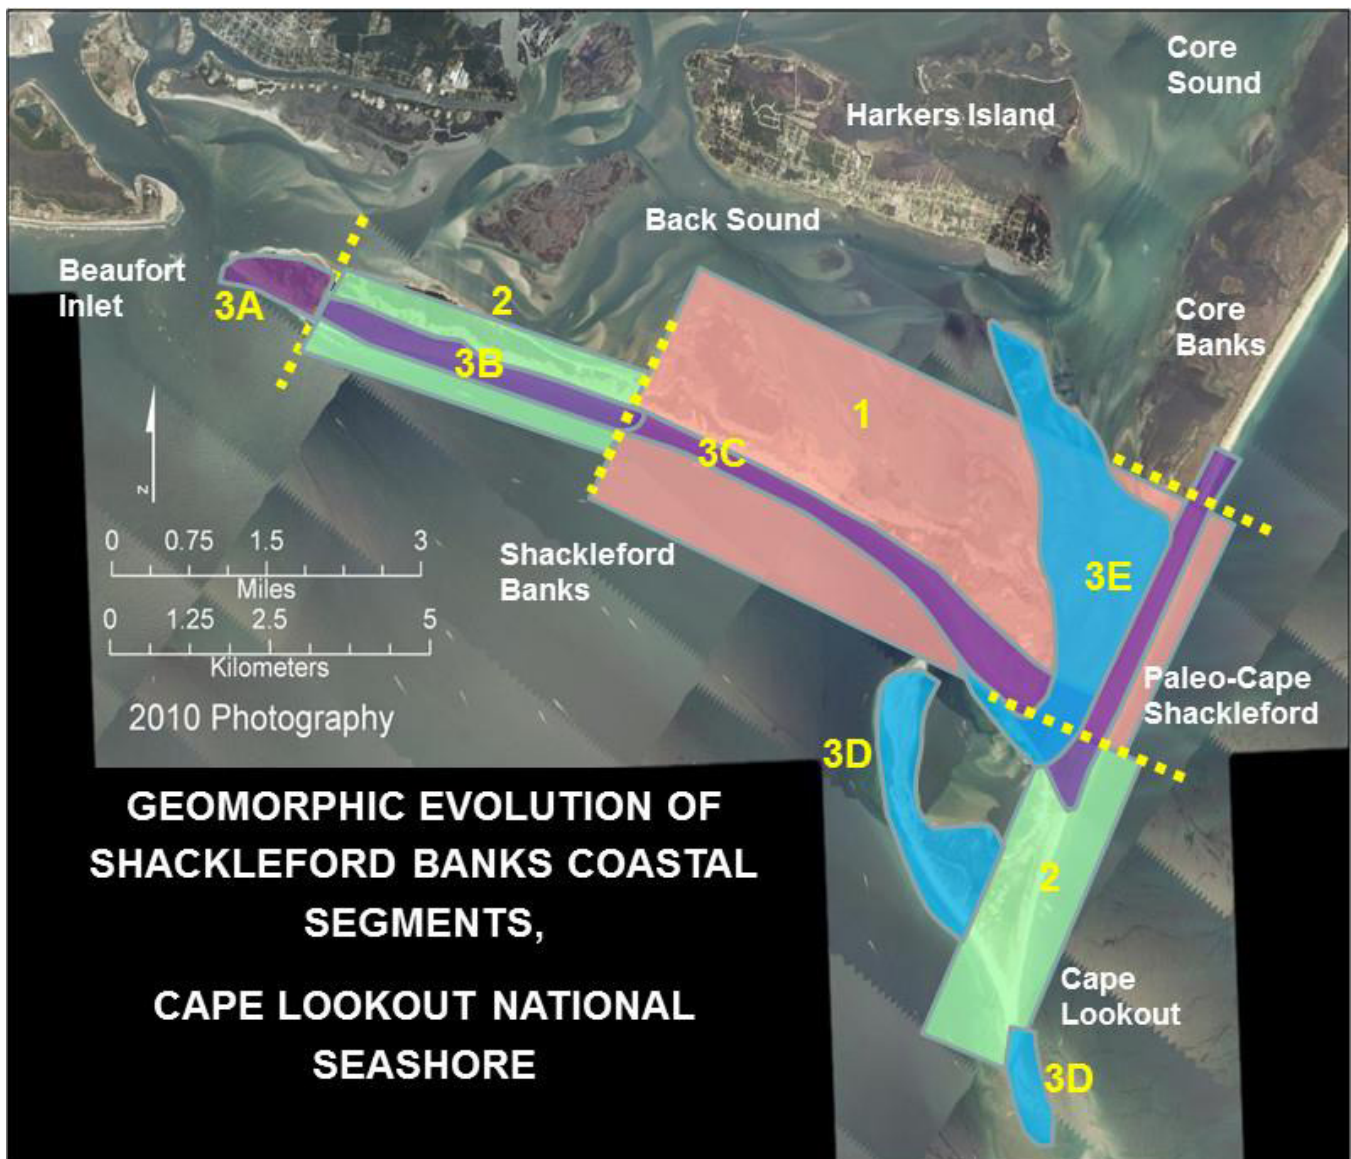 Core
Sound
Harkers Island
Back Sound
Beaufort
Inlet
3A
2
3B
Core
Banks
1
3C
N
0 0.75 1.5 3
Miles
0 1.25 2.5 5
Kilometers
2010 Photography
Shackleford
Banks
3E
Paleo-Cape
Shackleford
3D
GEOMORPHIC EVOLUTION OF
SHACKLEFORD BANKS COASTAL
SEGMENTS,
CAPE LOOKOUT NATIONAL
SEASHORE
2
Cape
Lookout
3D